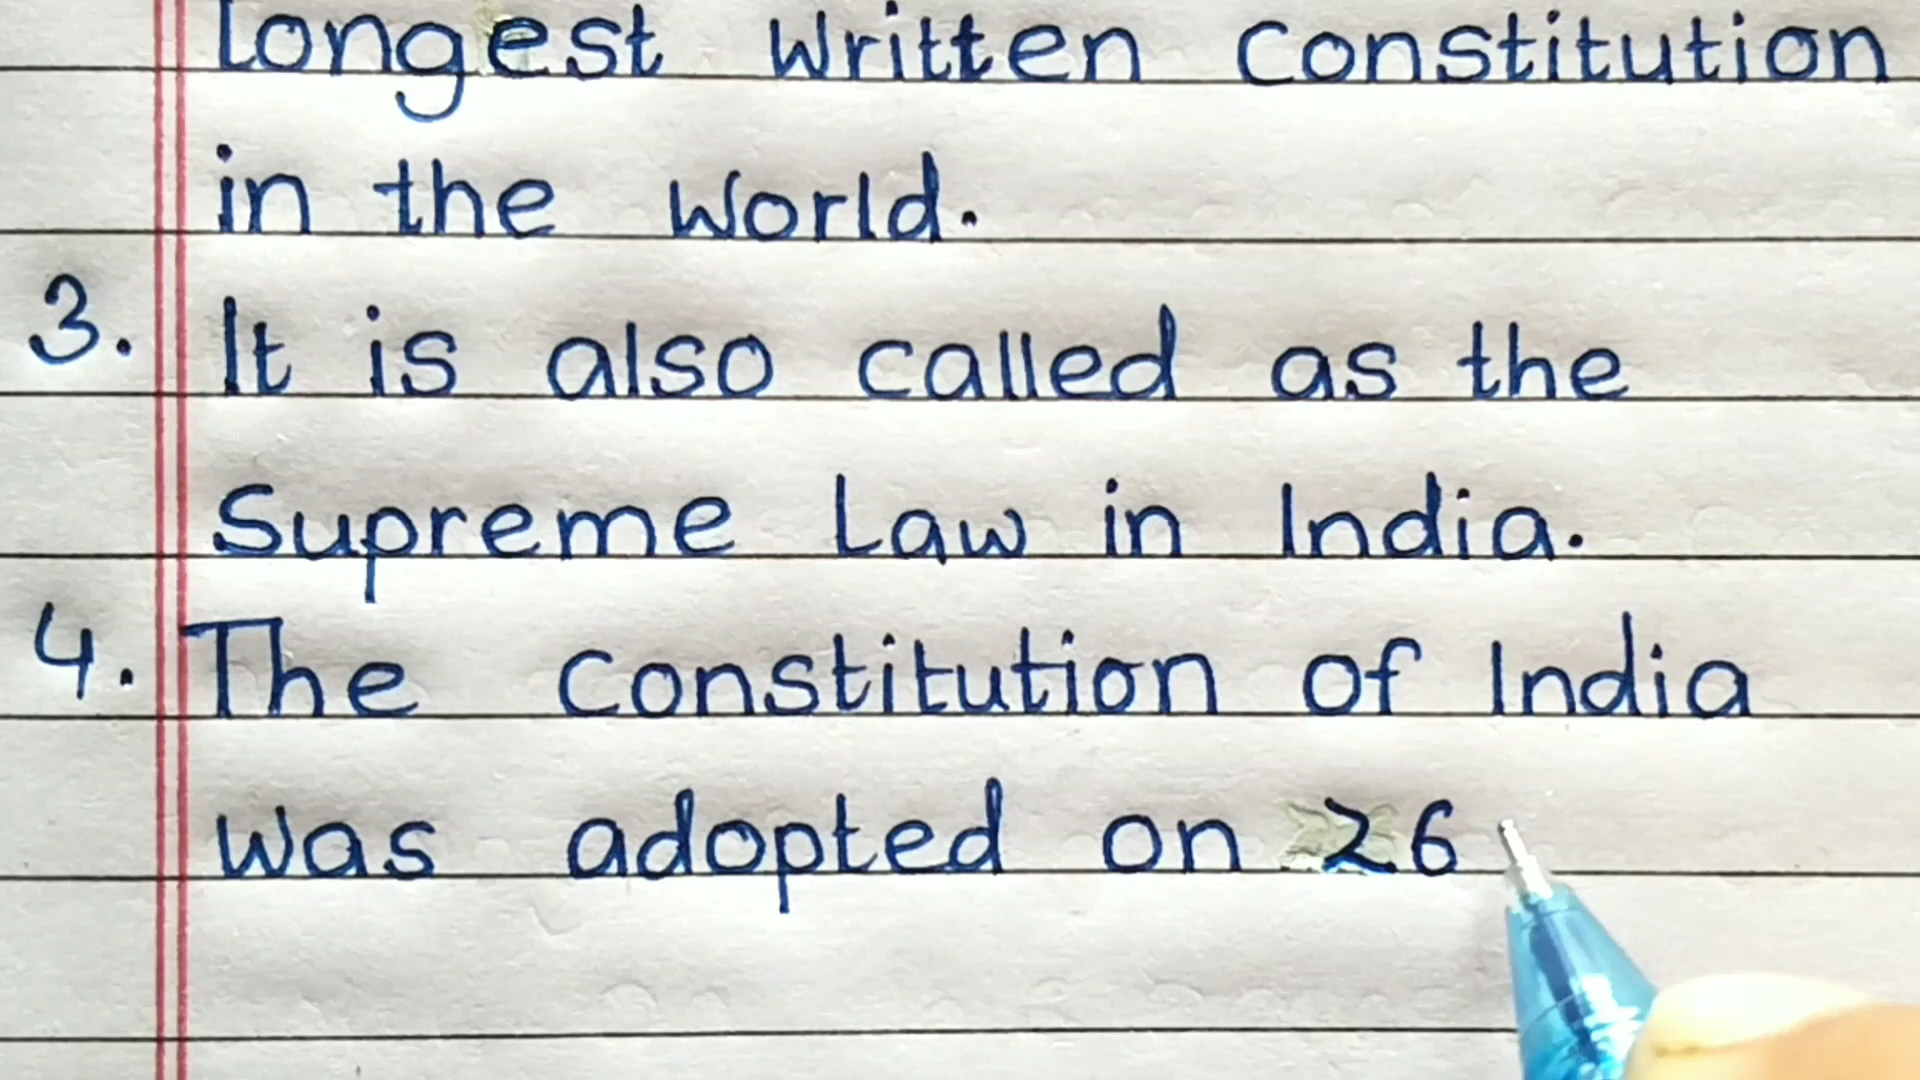 longest written constitution
in the world.
3. It is also called as the
Supreme Law in India.
4. The constitution of India
was adopted on 26